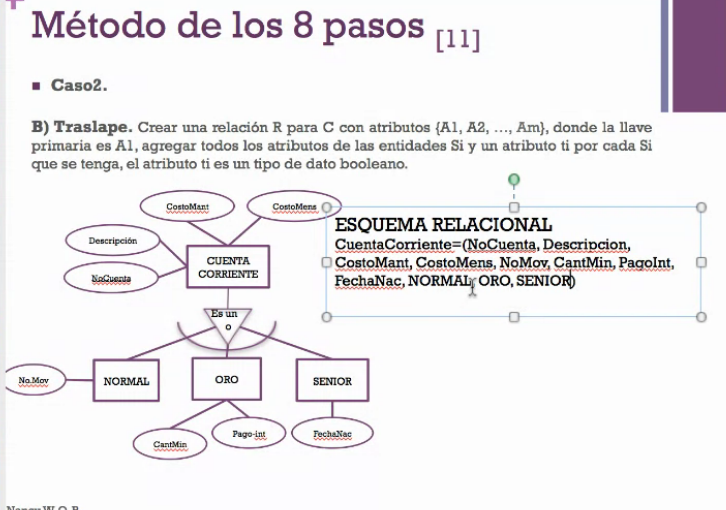 Método de los 8 pasos [11]
Caso2.
B) Traslape. Crear una relación R para C con atributos {A1, A2, ..., Am}, donde la llave
primaria es A1, agregar todos los atributos de las entidades Si y un atributo ti por cada Si
que se tenga, el atributo ti es un tipo de dato booleano.
CostoMant
CostoMens
Descripción
NoCuenta
CUENTA
CORRIENTE
ESQUEMA RELACIONAL
CuentaCorriente=(NoCuenta, Descripcion,
CostoMant, CostoMens, NoMov, CantMin, PagoInt,
FechaNac, NORMAL, ORO, SENIOR)
Es un
o
No.Mov
NORMAL
ORO
SENIOR
CantMin
Pago-int
FechaNac